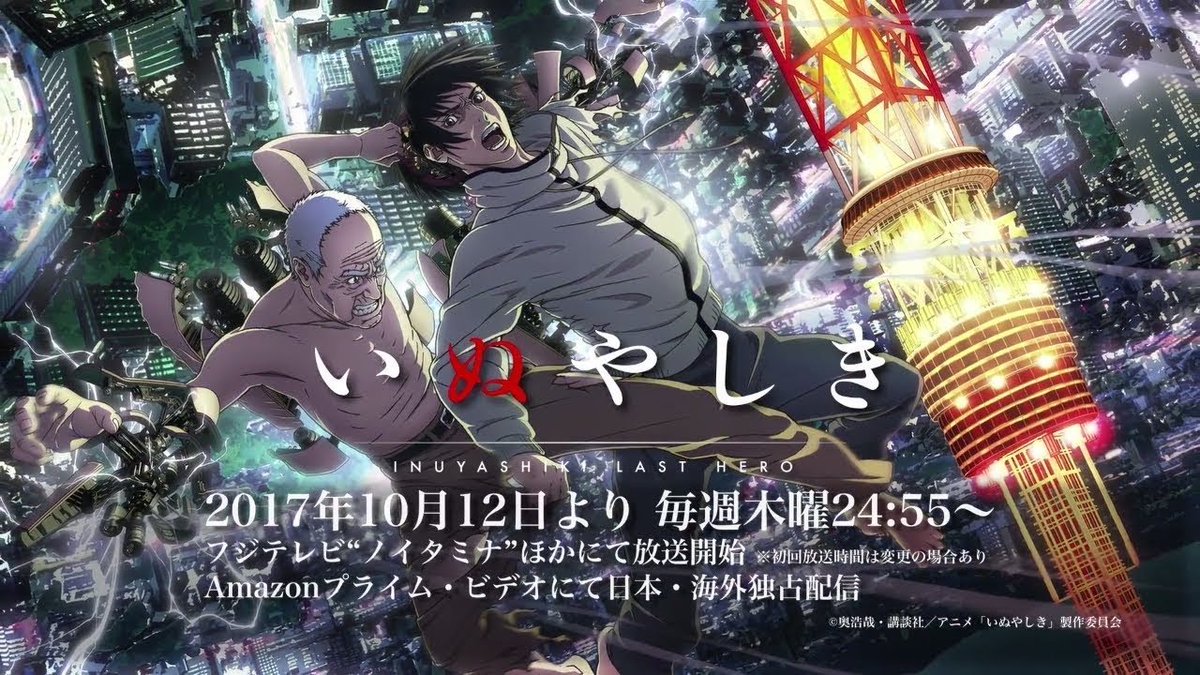 いぬやしき
INUYASHIKI LAST HERO
2017年10月12日より 毎週木曜24:55〜
フジテレビ“ノイタミナ”ほかにて放送開始 ※初回放送時間は変更の場合あり
Amazonプライム・ビデオにて日本・海外独占配信
©奥浩哉・講談社／アニメ「いぬやしき」製作委員会